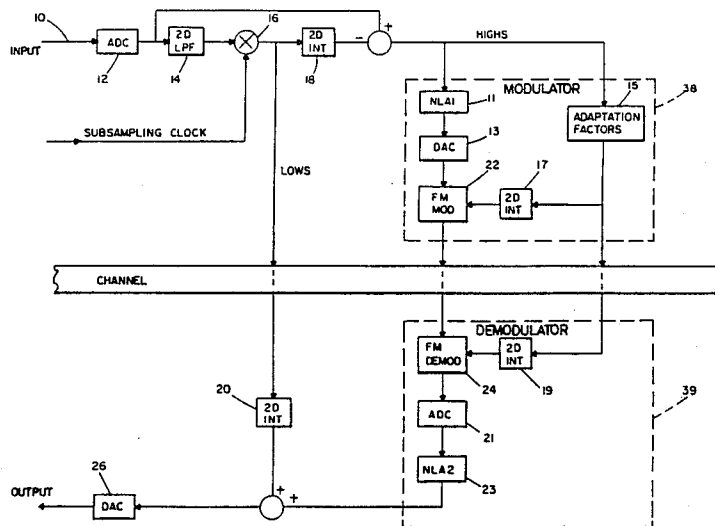 10
INPUT
ADC
12
2D
LPF
14
16
2D
INT
18
+
−
HIGHS
SUBSAMPLING CLOCK
LOWS
MODULATOR
38
NLA1
11
15
ADAPTATION
FACTORS
DAC
13
22
FM
MOD
17
2D
INT
CHANNEL
DEMODULATOR
FM
DEMOD
24
2D
INT
19
39
20
2D
INT
ADC
21
NLA2
23
26
OUTPUT
DAC
+
+